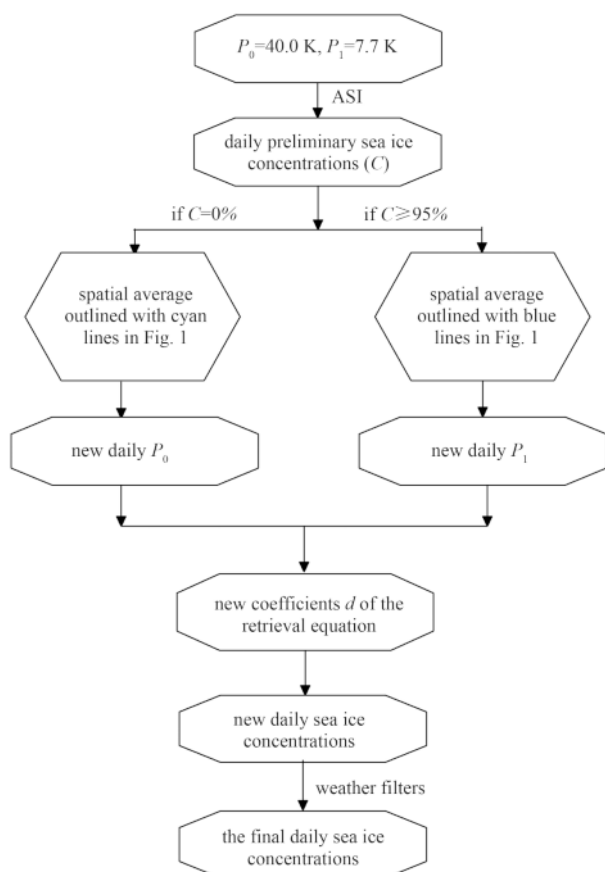 P₀=40.0 K, P₁=7.7 K
ASI
daily preliminary sea ice
concentrations (C)
if C=0%
if C≥95%
spatial average
outlined with cyan
lines in Fig. 1
spatial average
outlined with blue
lines in Fig. 1
new daily P₀
new daily P₁
new coefficients d of the
retrieval equation
new daily sea ice
concentrations
weather filters
the final daily sea ice
concentrations